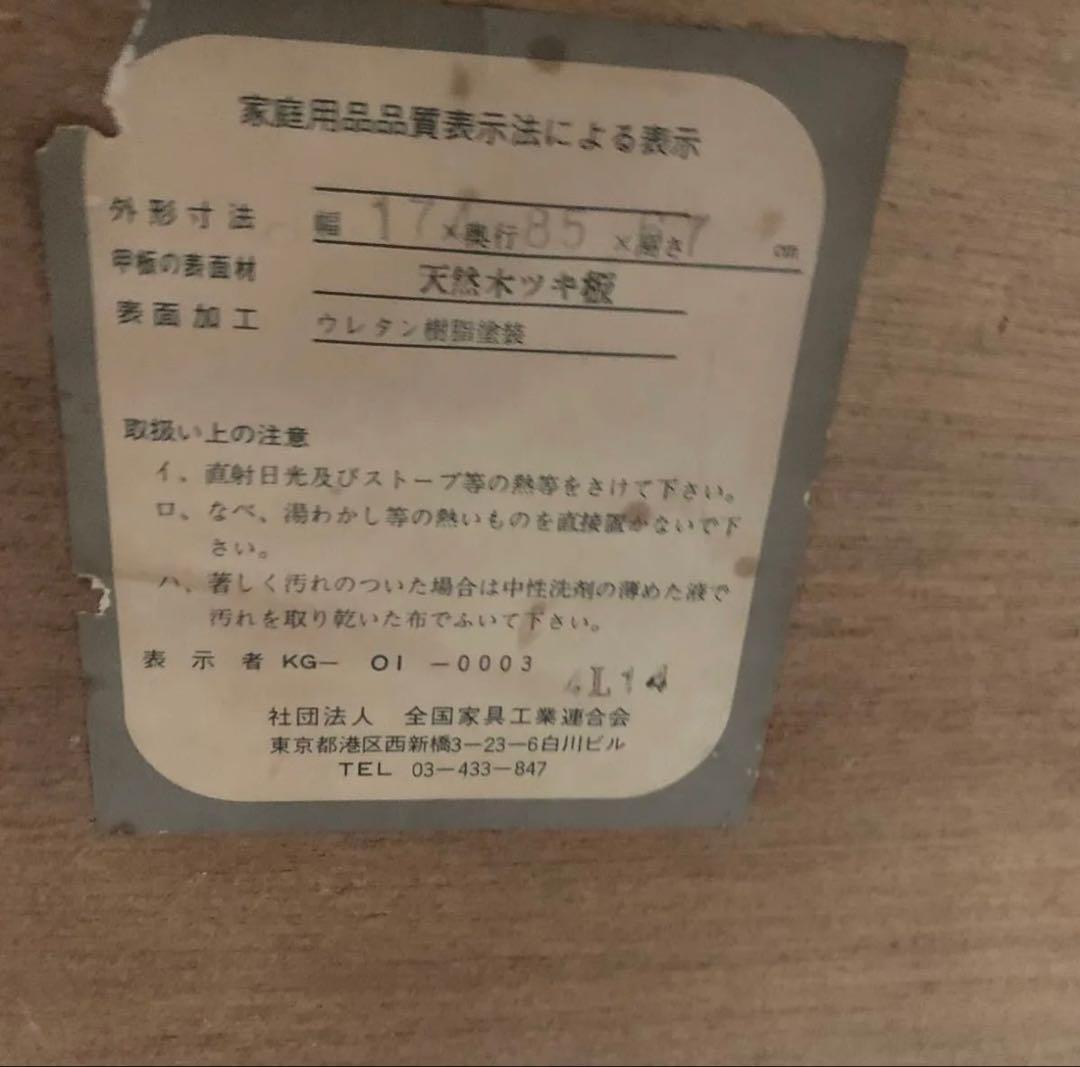 家庭用品品質表示法による表示
外形寸法 幅 174 ×奥行 85 ×高さ 67 cm
甲板の表面材 天然木ツキ板
表面加工 ウレタン樹脂塗装
取扱い上の注意
イ、直射日光及びストーブ等の熱等をさけて下さい。
ロ、なべ、湯わかし等の熱いものを直接置かないで下
さい。
ハ、著しく汚れのついた場合は中性洗剤の薄めた液で
汚れを取り乾いた布でふいて下さい。
表示者 KG－ 01 －0003
L14
社団法人 全国家具工業連合会
東京都港区西新橋3－23－6白川ビル
TEL 03－433－847